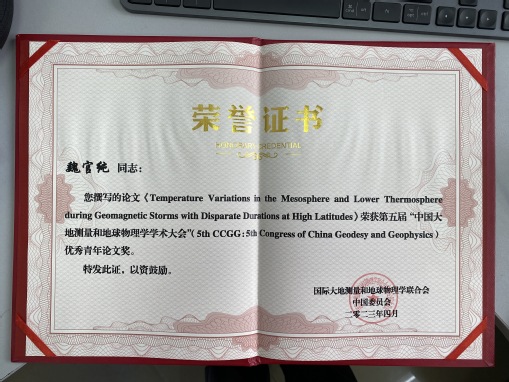 荣誉证书
HONORARY CREDENTIAL
魏官纯 同志：
您撰写的论文《Temperature Variations in the Mesosphere and Lower Thermosphere
during Geomagnetic Storms with Disparate Durations at High Latitudes》荣获第五届“中国大
地测量和地球物理学学术大会”（5th CCGG:5th Congress of China Geodesy and Geophysics）
优秀青年论文奖。
特发此证，以资鼓励。
国际大地测量和地球物理学联合会
中国委员会
二〇二三年四月